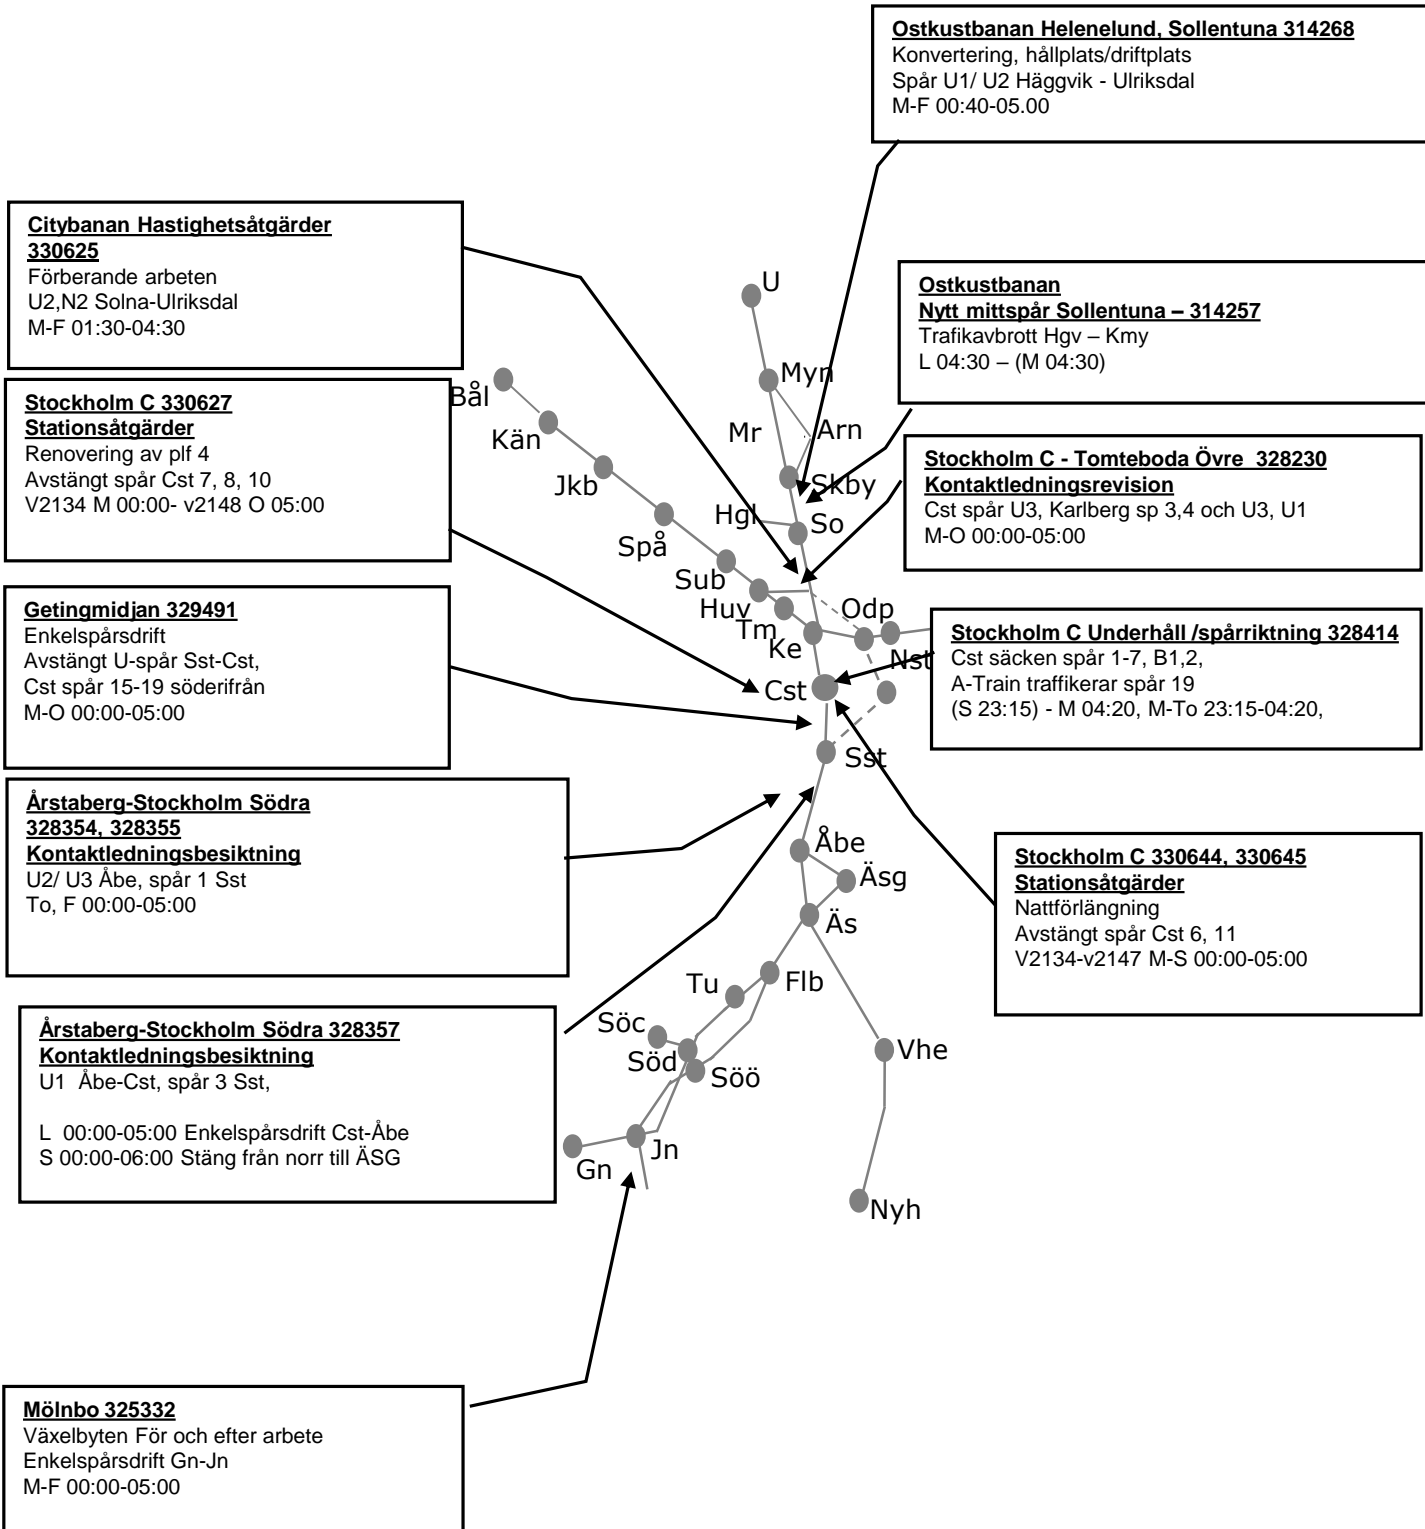 Ostkustbanan Helenelund, Sollentuna 314268
Konvertering, hållplats/driftplats
Spår U1/ U2 Häggvik - Ulriksdal
M-F 00:40-05.00
Citybanan Hastighetsåtgärder
330625
Förberande arbeten
U2,N2 Solna-Ulriksdal
M-F 01:30-04:30
Ostkustbanan
Nytt mittspår Sollentuna – 314257
Trafikavbrott Hgv – Kmy
L 04:30 – (M 04:30)
Stockholm C 330627
Stationsåtgärder
Renovering av plf 4
Avstängt spår Cst 7, 8, 10
V2134 M 00:00- v2148 O 05:00
Stockholm C - Tomteboda Övre  328230
Kontaktledningsrevision
Cst spår U3, Karlberg sp 3,4 och U3, U1
M-O 00:00-05:00
Getingmidjan 329491
Enkelspårsdrift
Avstängt U-spår Sst-Cst,
Cst spår 15-19 söderifrån
M-O 00:00-05:00
Stockholm C Underhåll /spårriktning 328414
Cst säcken spår 1-7, B1,2,
A-Train traffikerar spår 19
(S 23:15) - M 04:20, M-To 23:15-04:20,
Årstaberg-Stockholm Södra
328354, 328355
Kontaktledningsbesiktning
U2/ U3 Åbe, spår 1 Sst
To, F 00:00-05:00
Stockholm C 330644, 330645
Stationsåtgärder
Nattförlängning
Avstängt spår Cst 6, 11
V2134-v2147 M-S 00:00-05:00
Årstaberg-Stockholm Södra 328357
Kontaktledningsbesiktning
U1  Åbe-Cst, spår 3 Sst,
L  00:00-05:00 Enkelspårsdrift Cst-Åbe
S 00:00-06:00 Stäng från norr till ÄSG
Mölnbo 325332
Växelbyten För och efter arbete
Enkelspårsdrift Gn-Jn
M-F 00:00-05:00
U
Myn
Bål
Kän
Mr
Arn
Jkb
Skby
Hgl
So
Spå
Sub
Huv
Odp
Tm
Ke
Nst
Cst
Sst
Åbe
Äsg
Äs
Flb
Tu
Söc
Söd
Söö
Vhe
Jn
Gn
Nyh